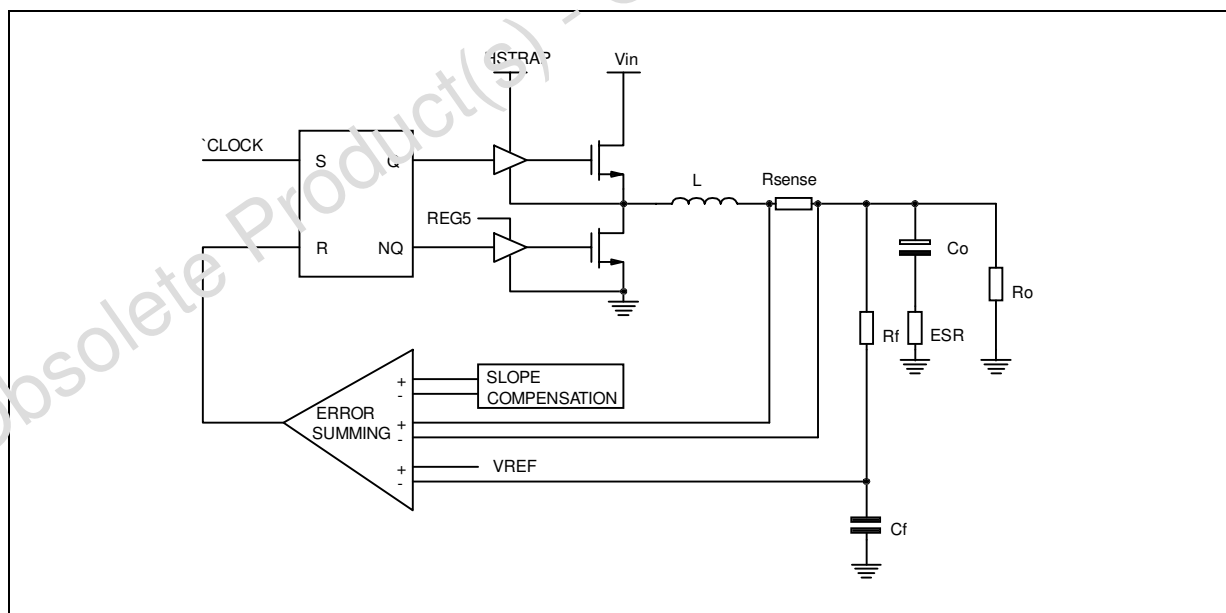 Obsolete Product(s) -
HSTRAP
Vin
`CLOCK
S
Q
L
Rsense
REG5
R
NQ
Co
Ro
Rf
ESR
+
-
SLOPE
COMPENSATION
ERROR
SUMMING
+
-
+
VREF
-
Cf